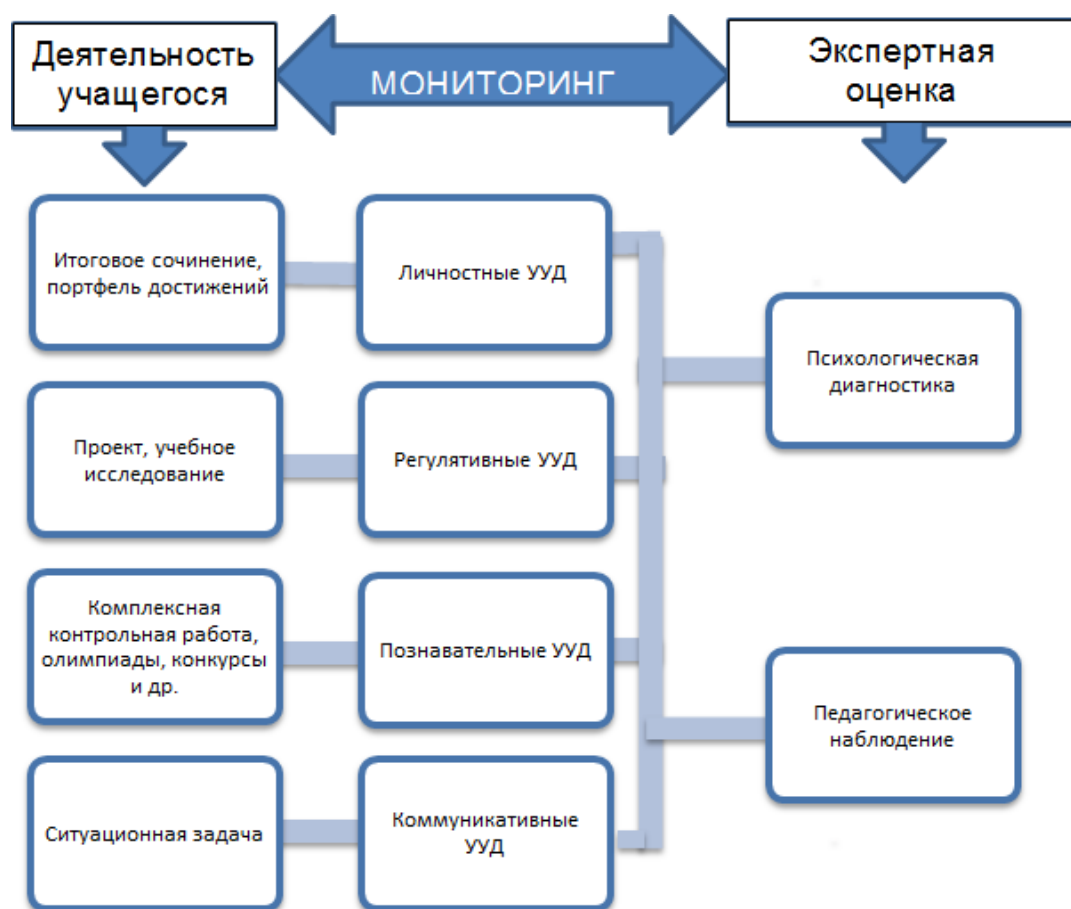 Деятельность
учащегося
МОНИТОРИНГ
Экспертная
оценка
Итоговое сочинение,
портфель достижений
Личностные УУД
Психологическая
диагностика
Проект, учебное
исследование
Регулятивные УУД
Комплексная
контрольная работа,
олимпиады, конкурсы
и др.
Познавательные УУД
Педагогическое
наблюдение
Ситуационная задача
Коммуникативные
УУД